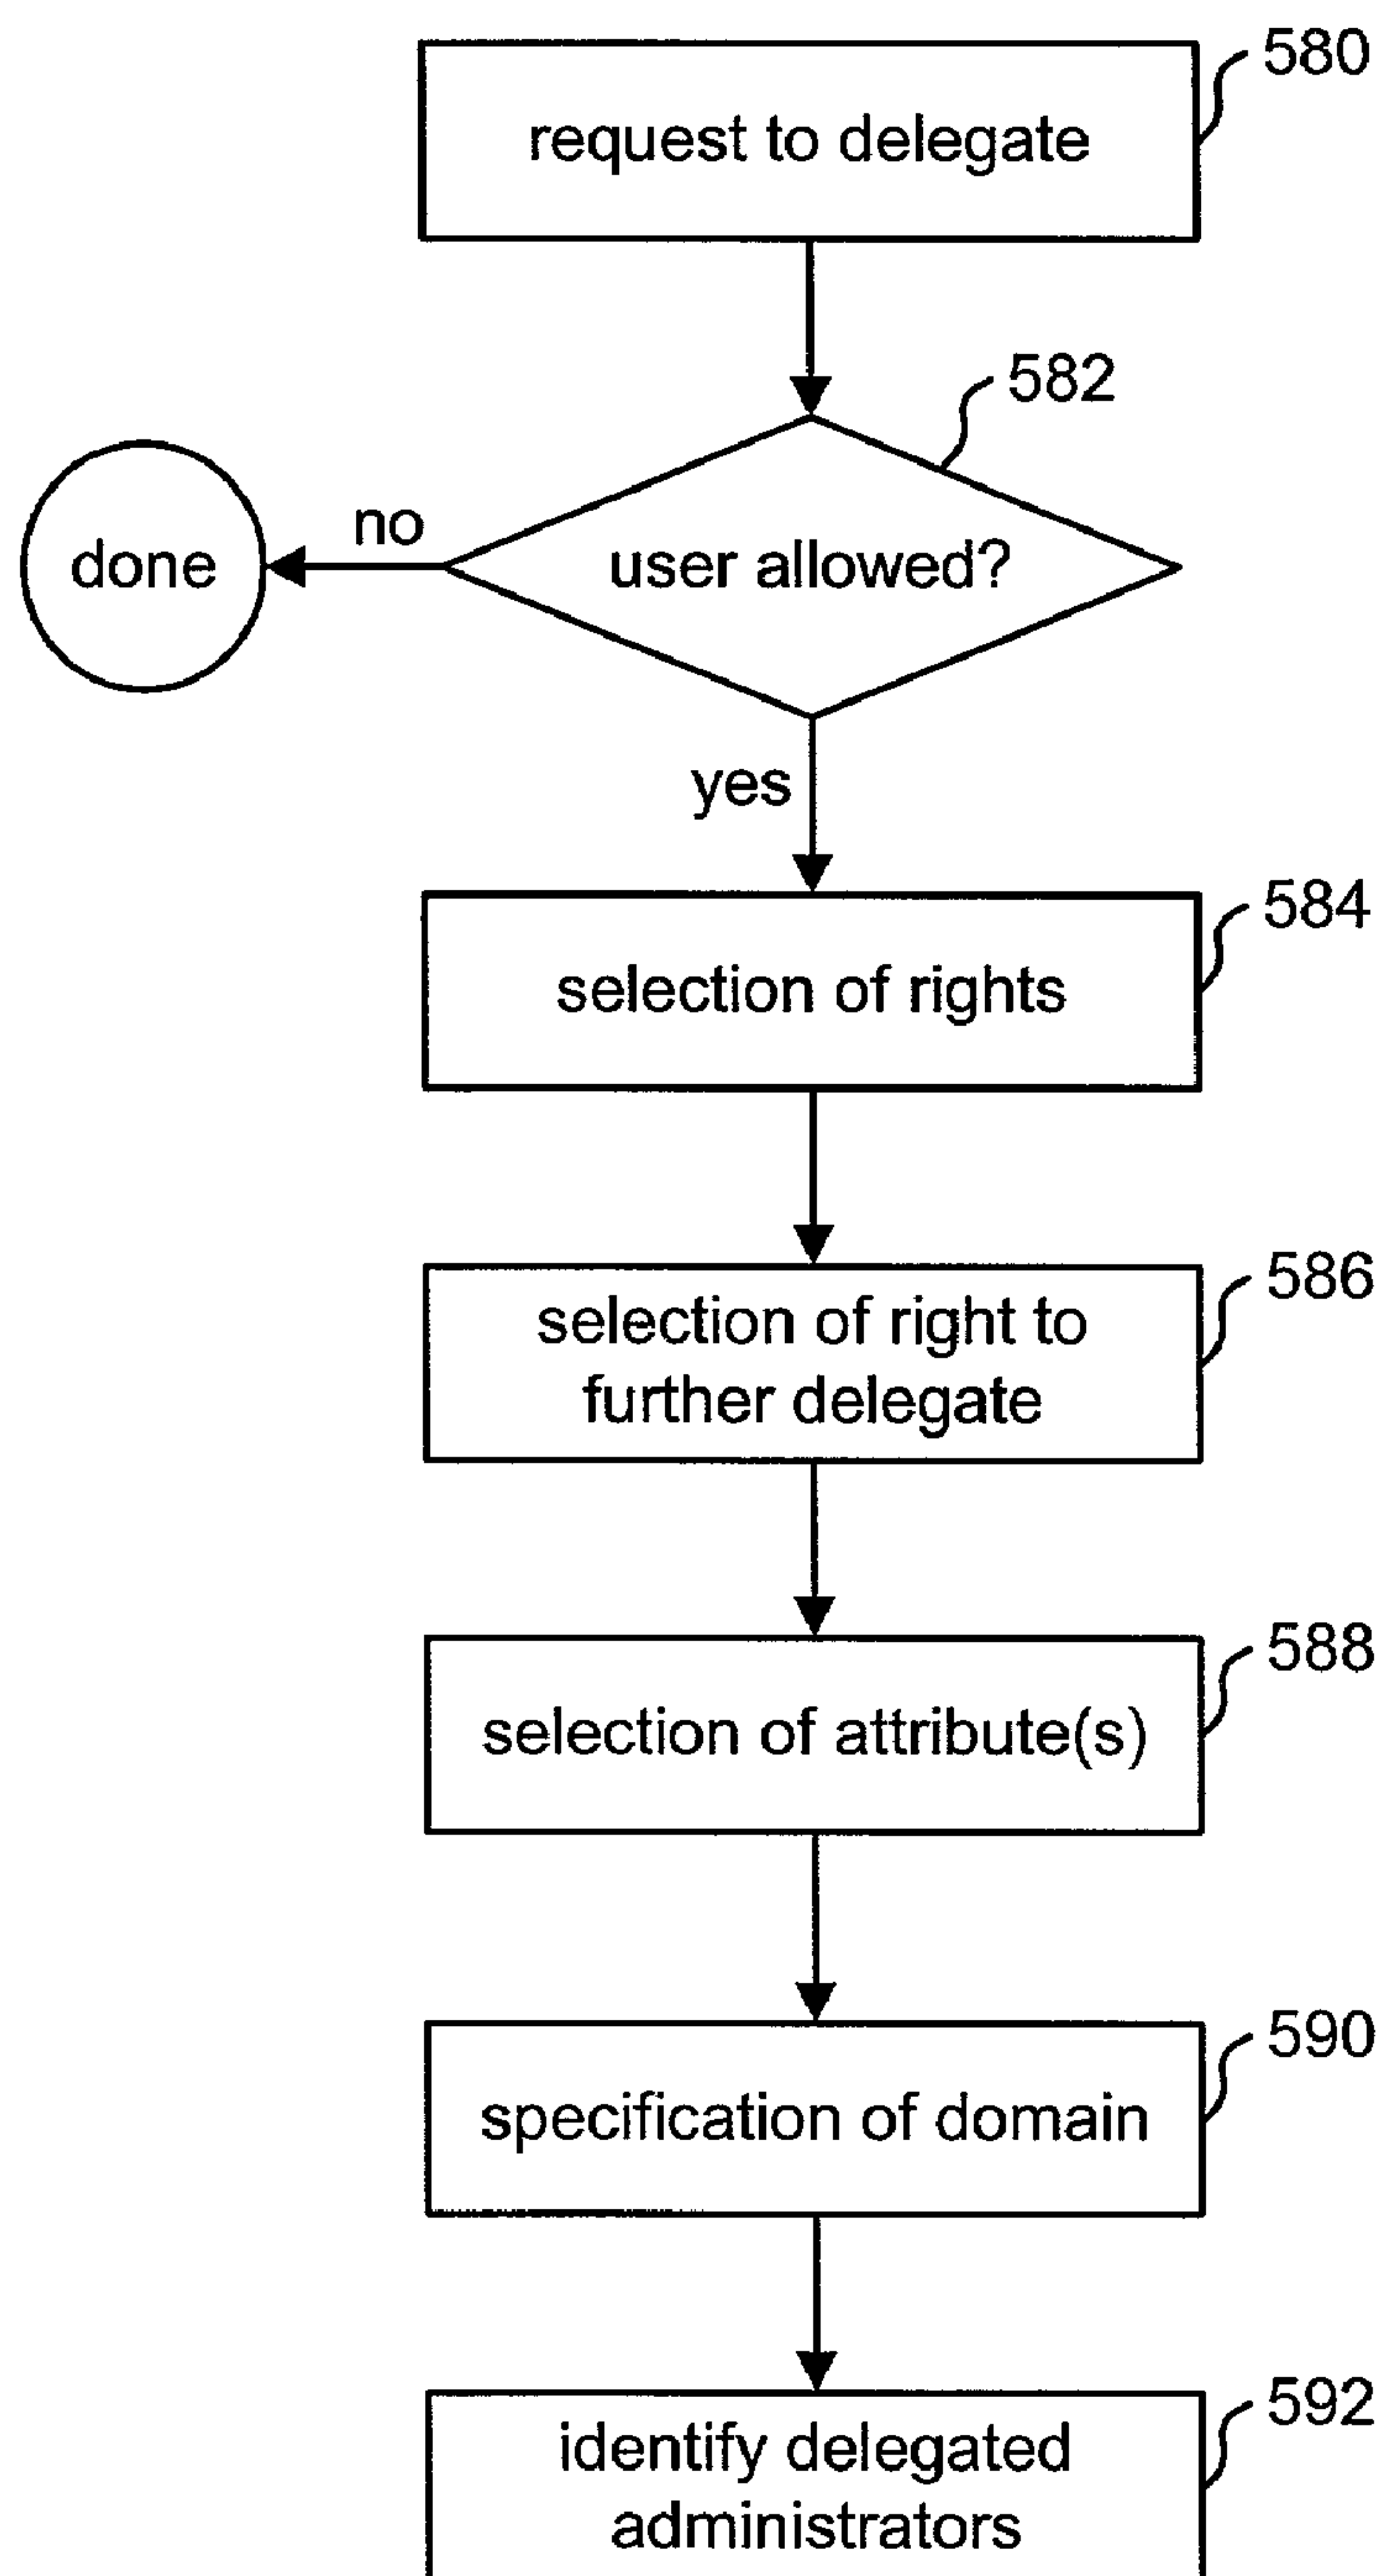 580
request to delegate
582
no
done
user allowed?
yes
584
selection of rights
586
selection of right to
further delegate
588
selection of attribute(s)
590
specification of domain
592
identify delegated
administrators